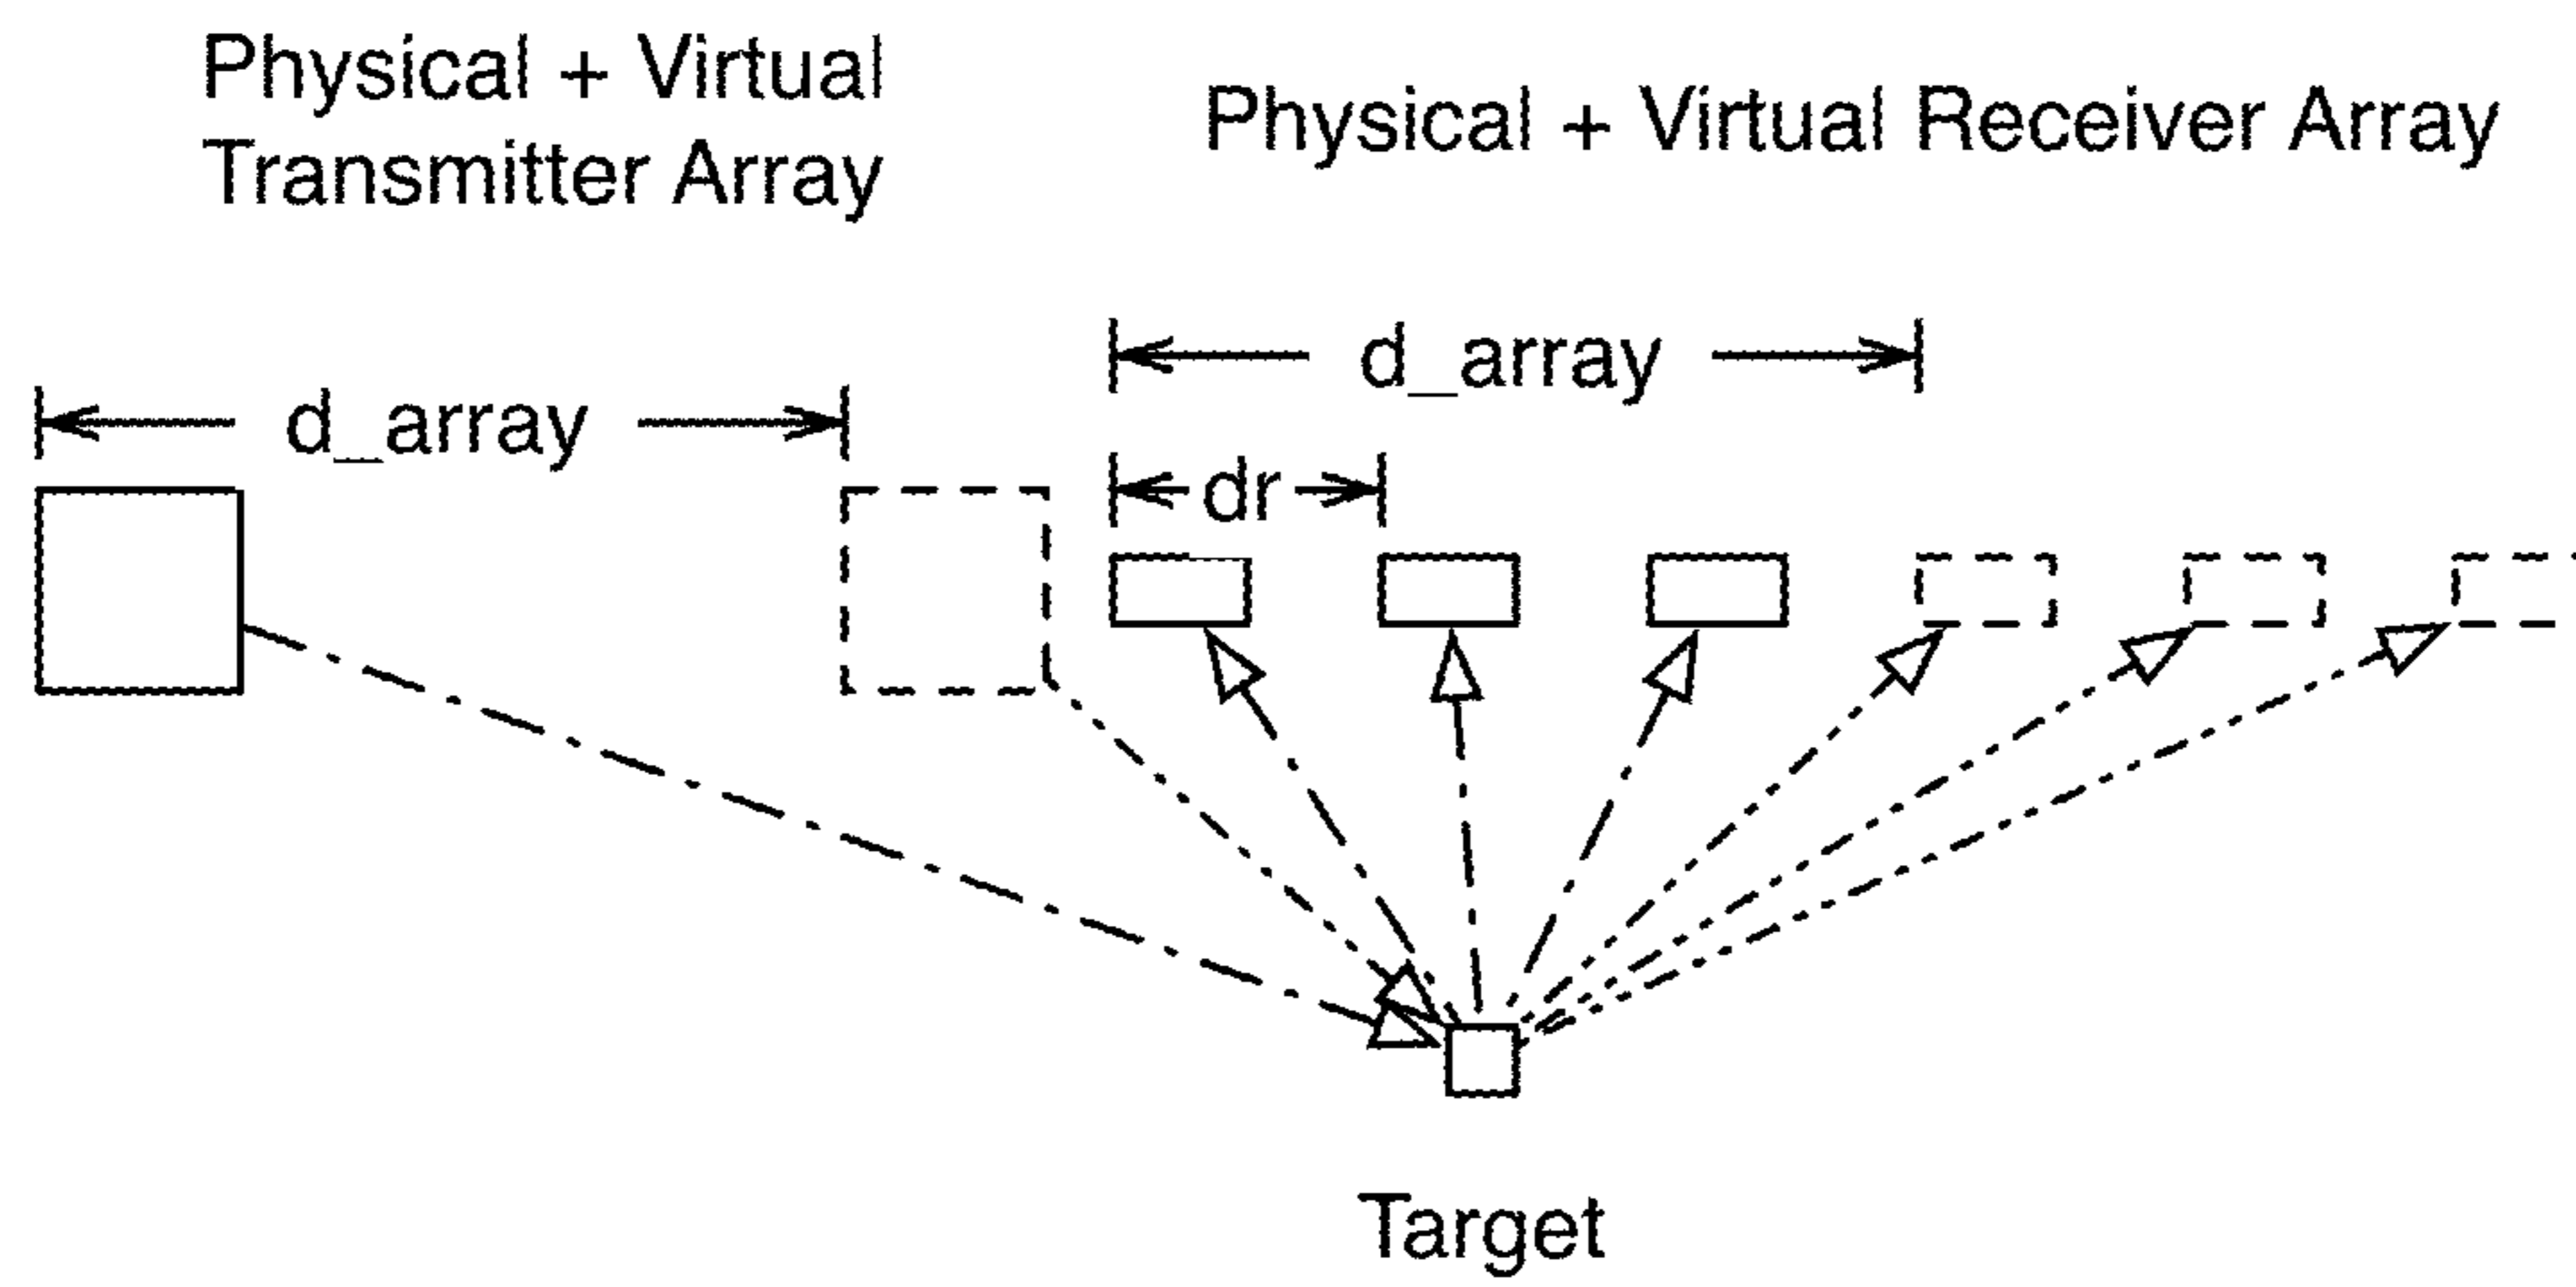 Physical + Virtual
Transmitter Array
Physical + Virtual Receiver Array
d_array
d_array
dr
Target